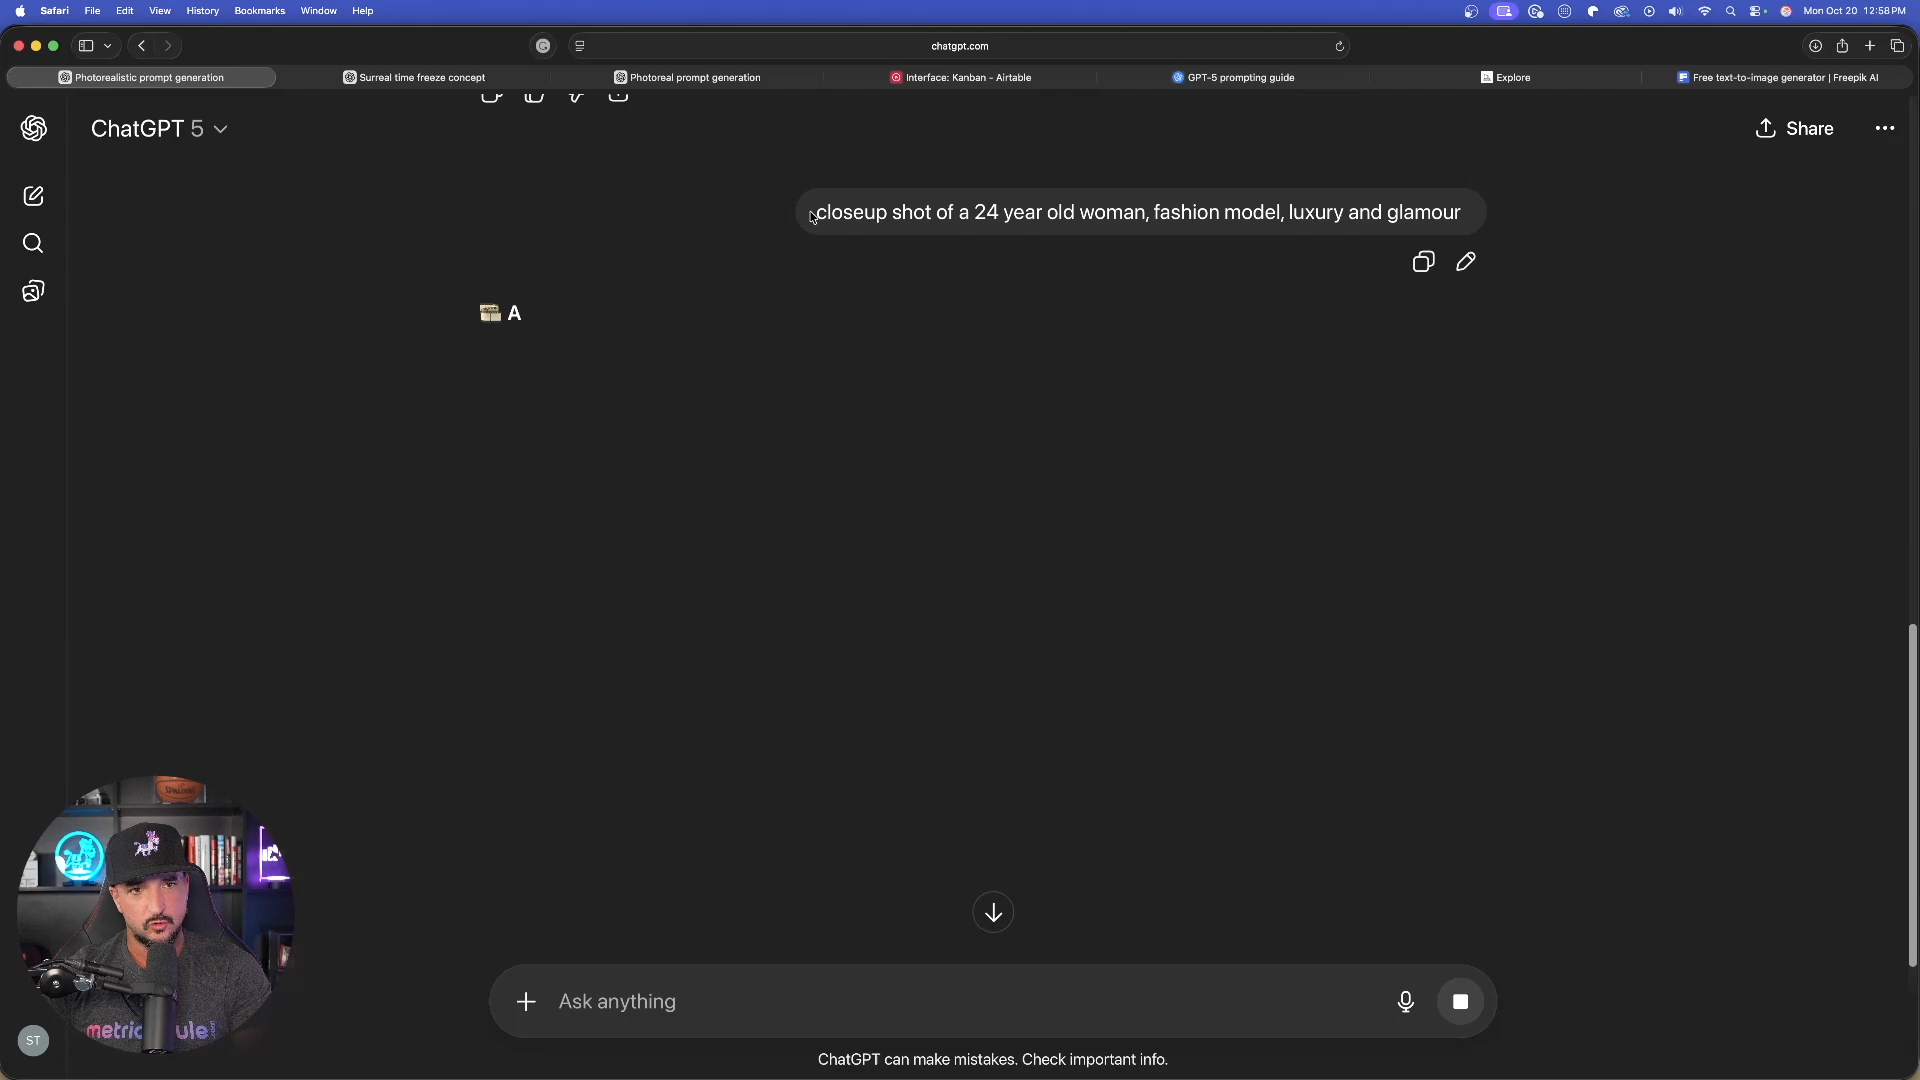 Safari File Edit View History Bookmarks Window Help Mon Oct 20 12:58 PM
chatgpt.com
Photorealistic prompt generation Surreal time freeze concept Photoreal prompt generation Interface: Kanban - Airtable GPT-5 prompting guide Explore Free text-to-image generator | Freepik AI
ChatGPT 5 Share
closeup shot of a 24 year old woman, fashion model, luxury and glamour
A
SPALDING
Ask anything
ST
ChatGPT can make mistakes. Check important info.